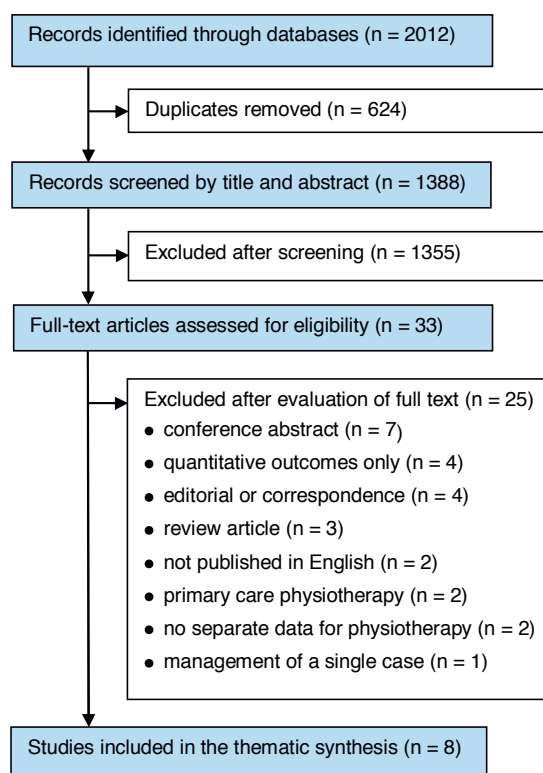 Records identified through databases (n = 2012)
Duplicates removed (n = 624)
Records screened by title and abstract (n = 1388)
Excluded after screening (n = 1355)
Full-text articles assessed for eligibility (n = 33)
Excluded after evaluation of full text (n = 25)
• conference abstract (n = 7)
• quantitative outcomes only (n = 4)
• editorial or correspondence (n = 4)
• review article (n = 3)
• not published in English (n = 2)
• primary care physiotherapy (n = 2)
• no separate data for physiotherapy (n = 2)
• management of a single case (n = 1)
Studies included in the thematic synthesis (n = 8)